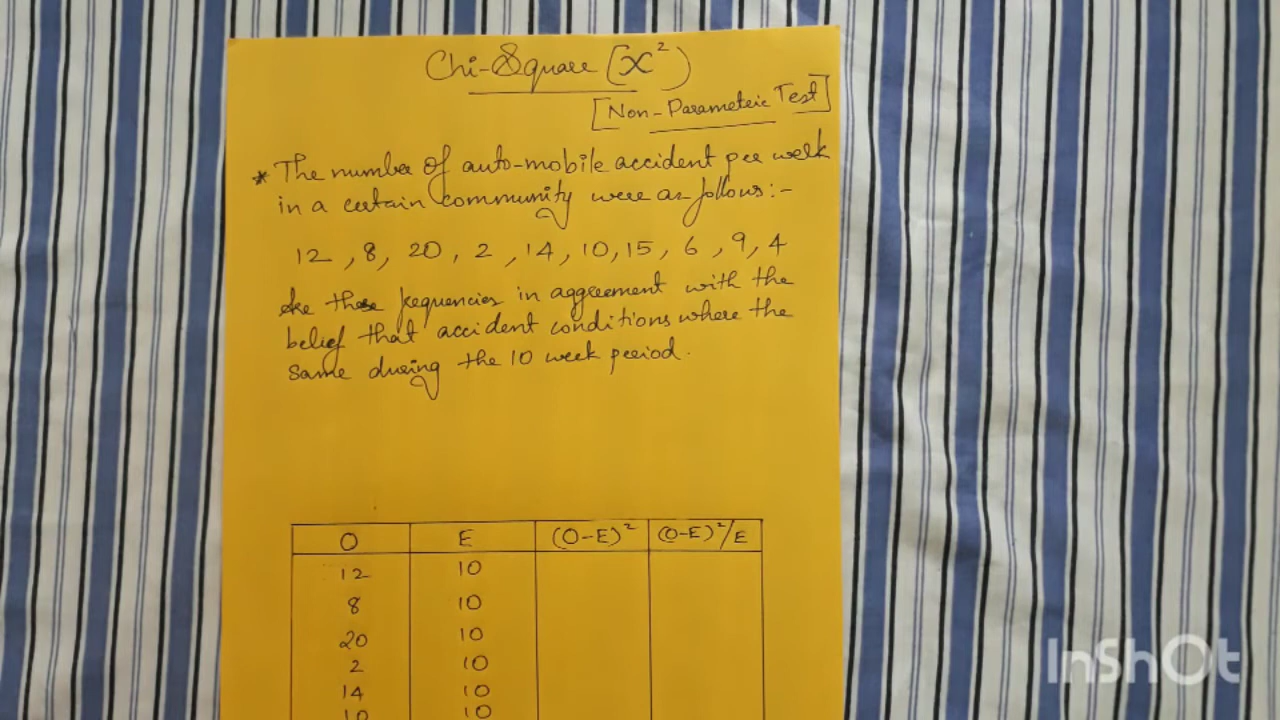 Chi-Square [x²)
[Non-Parametric Test]
* The number of auto-mobile accident per week
in a certain community were as follows:-
12 , 8, 20 , 2 , 14 , 10, 15 , 6 , 9 , 4
Are these frequencies in aggreement with the
belief that accident conditions where the
same during the 10 week period.
O E (O-E)² (O-E)²/E
12 10
8 10
20 10
2 10
14 10
10 10
InShOt